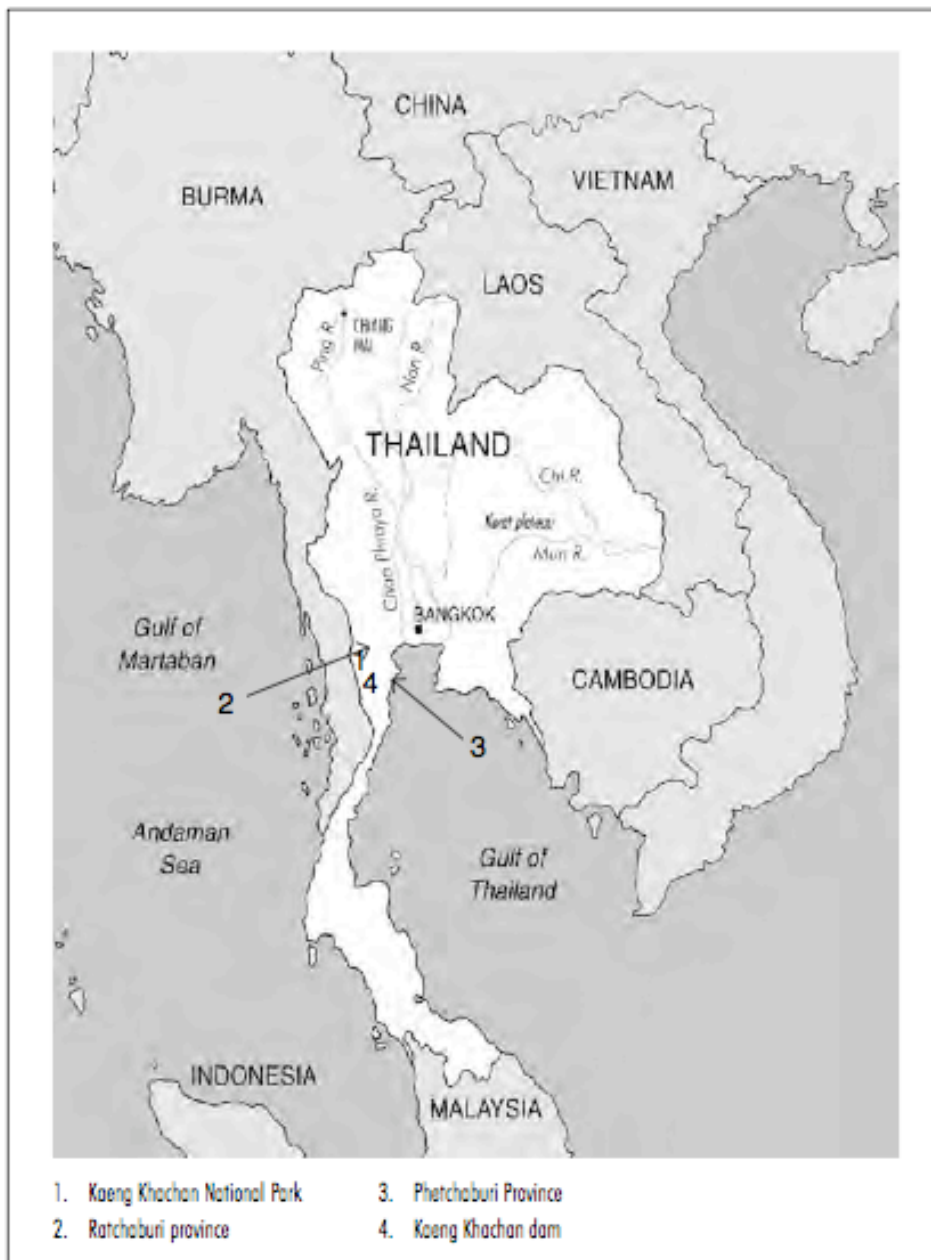 CHINA
VIETNAM
BURMA
LAOS
CHIANG
MAI
Ping R.
Nan R.
THAILAND
Chi R.
Korat plateau
Mun R.
Chao Phraya R.
BANGKOK
Gulf of
Martaban
1
4
2
3
CAMBODIA
Andaman
Sea
Gulf of
Thailand
INDONESIA
MALAYSIA
1. Kaeng Khachan National Park
2. Ratchaburi province
3. Phetchaburi Province
4. Kaeng Khachan dam